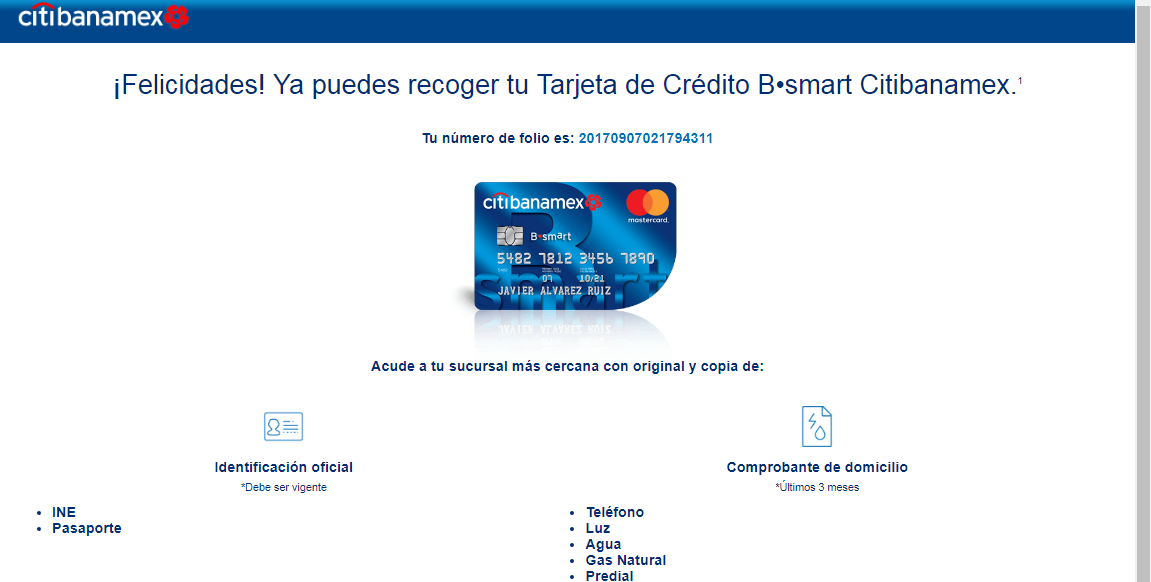 citibanamex
¡Felicidades! Ya puedes recoger tu Tarjeta de Crédito B•smart Citibanamex.¹
Tu número de folio es: 20170907021794311
citibanamex
mastercard.
B•smart
5482 7812 3456 7890
07 10/21
JAVIER ALVAREZ RUIZ
Acude a tu sucursal más cercana con original y copia de:
Identificación oficial
*Debe ser vigente
• INE
• Pasaporte
Comprobante de domicilio
*Últimos 3 meses
• Teléfono
• Luz
• Agua
• Gas Natural
• Predial